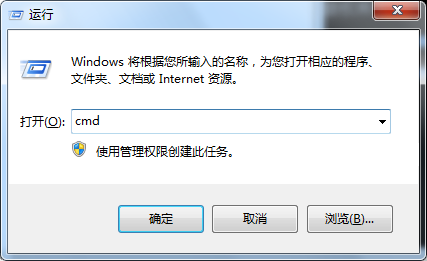 运行
Windows 将根据您所输入的名称，为您打开相应的程序、
文件夹、文档或 Internet 资源。
打开(O): cmd
使用管理权限创建此任务。
确定 取消 浏览(B)...